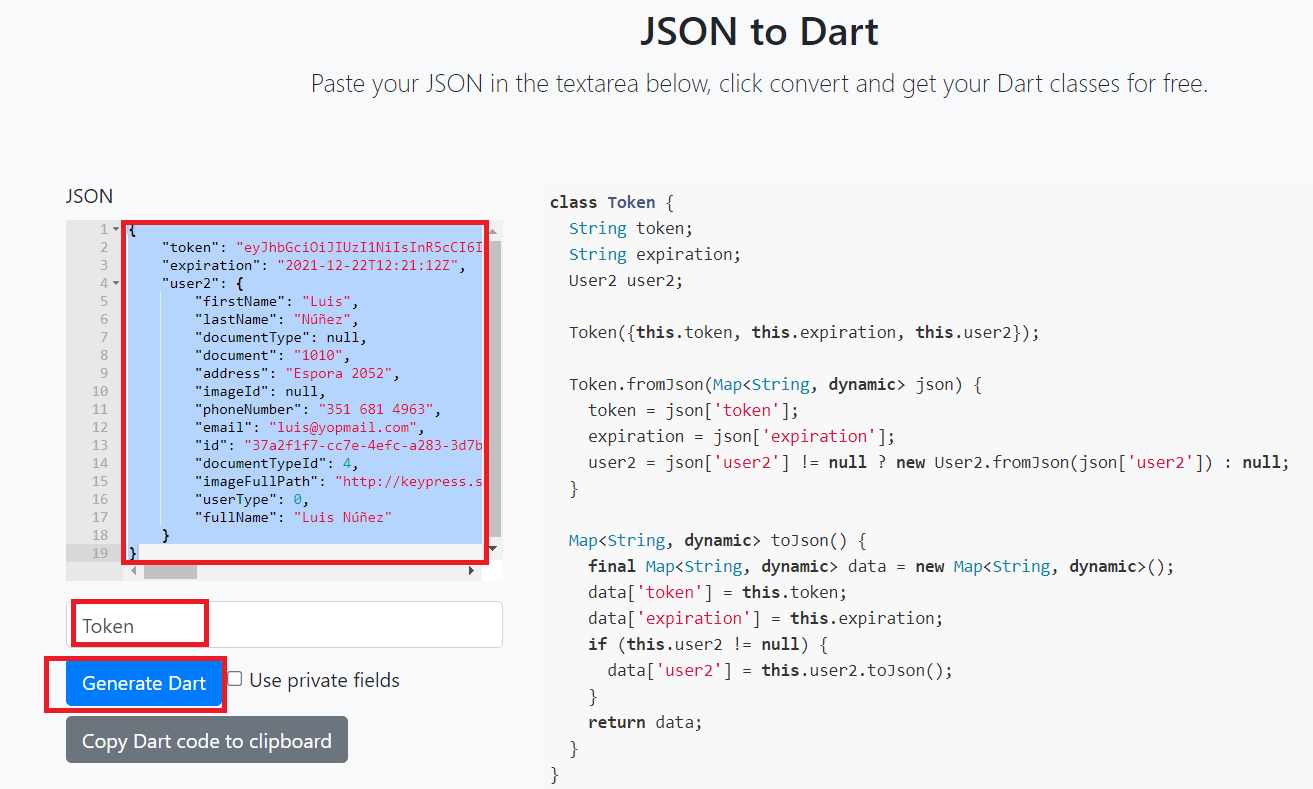 JSON to Dart
Paste your JSON in the textarea below, click convert and get your Dart classes for free.
JSON
1 {
2 "token": "eyJhbGciOiJIUzI1NiIsInR5cCI6I
3 "expiration": "2021-12-22T12:21:12Z",
4 "user2": {
5 "firstName": "Luis",
6 "lastName": "Núñez",
7 "documentType": null,
8 "document": "1010",
9 "address": "Espora 2052",
10 "imageId": null,
11 "phoneNumber": "351 681 4963",
12 "email": "luis@yopmail.com",
13 "id": "37a2f1f7-cc7e-4efc-a283-3d7b
14 "documentTypeId": 4,
15 "imageFullPath": "http://keypress.s
16 "userType": 0,
17 "fullName": "Luis Núñez"
18 }
19 }
Token
Generate Dart
Use private fields
Copy Dart code to clipboard
class Token {
String token;
String expiration;
User2 user2;
Token({this.token, this.expiration, this.user2});
Token.fromJson(Map<String, dynamic> json) {
token = json['token'];
expiration = json['expiration'];
user2 = json['user2'] != null ? new User2.fromJson(json['user2']) : null;
}
Map<String, dynamic> toJson() {
final Map<String, dynamic> data = new Map<String, dynamic>();
data['token'] = this.token;
data['expiration'] = this.expiration;
if (this.user2 != null) {
data['user2'] = this.user2.toJson();
}
return data;
}
}